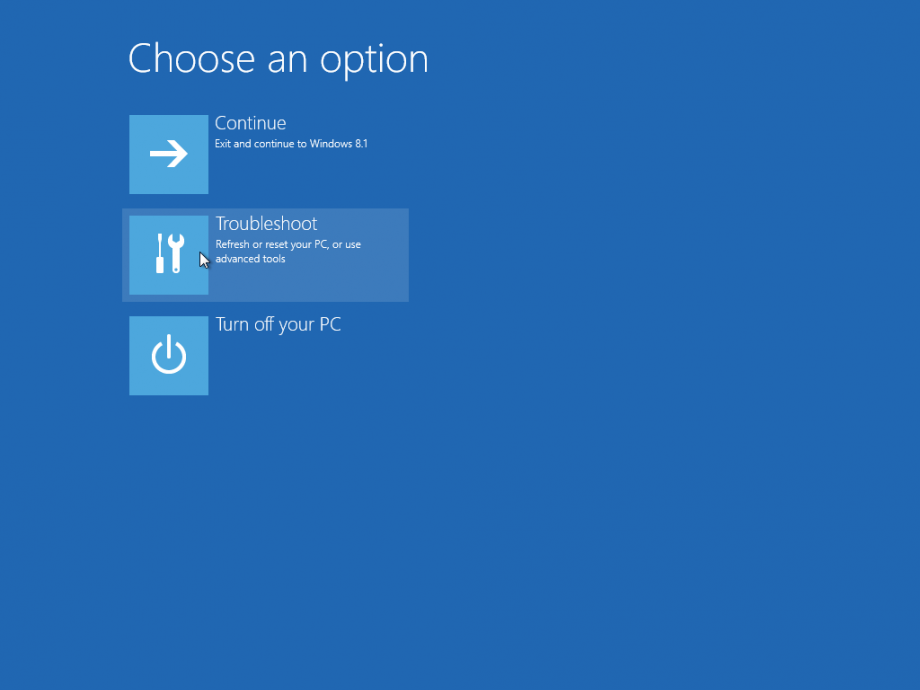 Choose an option
Continue
Exit and continue to Windows 8.1
Troubleshoot
Refresh or reset your PC, or use
advanced tools
Turn off your PC